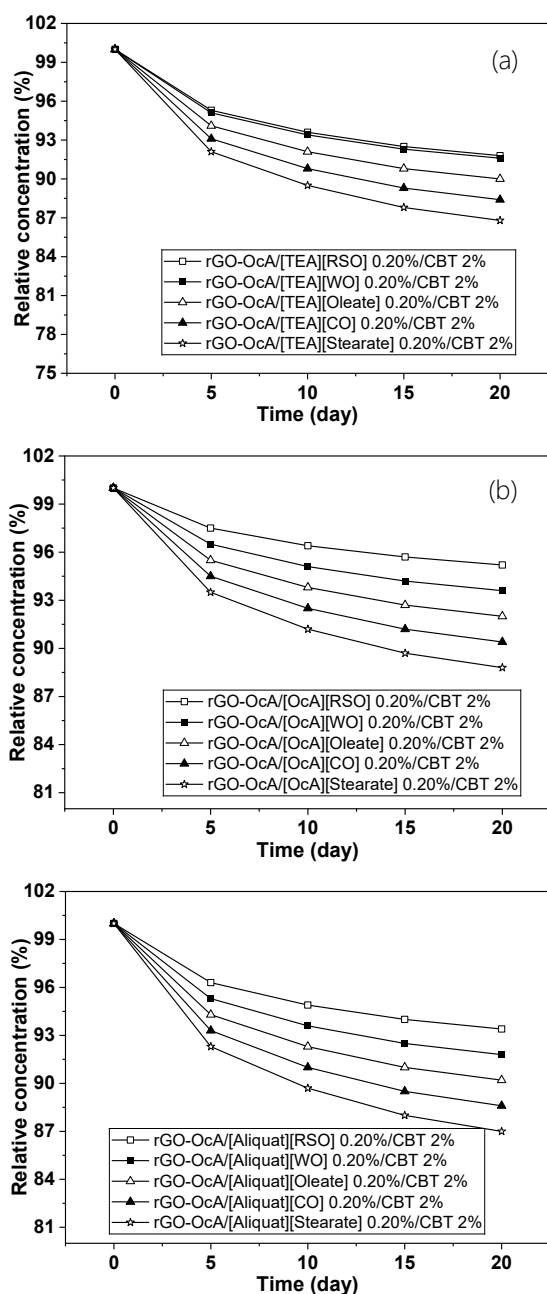 102
(a)
99
96
93
90
87
84
81
78
75
Relative concentration (%)
rGO-OcA/[TEA][RSO] 0.20%/CBT 2%
rGO-OcA/[TEA][WO] 0.20%/CBT 2%
rGO-OcA/[TEA][Oleate] 0.20%/CBT 2%
rGO-OcA/[TEA][CO] 0.20%/CBT 2%
rGO-OcA/[TEA][Stearate] 0.20%/CBT 2%
0 5 10 15 20
Time (day)
102
(b)
99
96
93
90
87
84
81
Relative concentration (%)
rGO-OcA/[OcA][RSO] 0.20%/CBT 2%
rGO-OcA/[OcA][WO] 0.20%/CBT 2%
rGO-OcA/[OcA][Oleate] 0.20%/CBT 2%
rGO-OcA/[OcA][CO] 0.20%/CBT 2%
rGO-OcA/[OcA][Stearate] 0.20%/CBT 2%
0 5 10 15 20
Time (day)
102
99
96
93
90
87
84
81
Relative concentration (%)
rGO-OcA/[Aliquat][RSO] 0.20%/CBT 2%
rGO-OcA/[Aliquat][WO] 0.20%/CBT 2%
rGO-OcA/[Aliquat][Oleate] 0.20%/CBT 2%
rGO-OcA/[Aliquat][CO] 0.20%/CBT 2%
rGO-OcA/[Aliquat][Stearate] 0.20%/CBT 2%
0 5 10 15 20
Time (day)